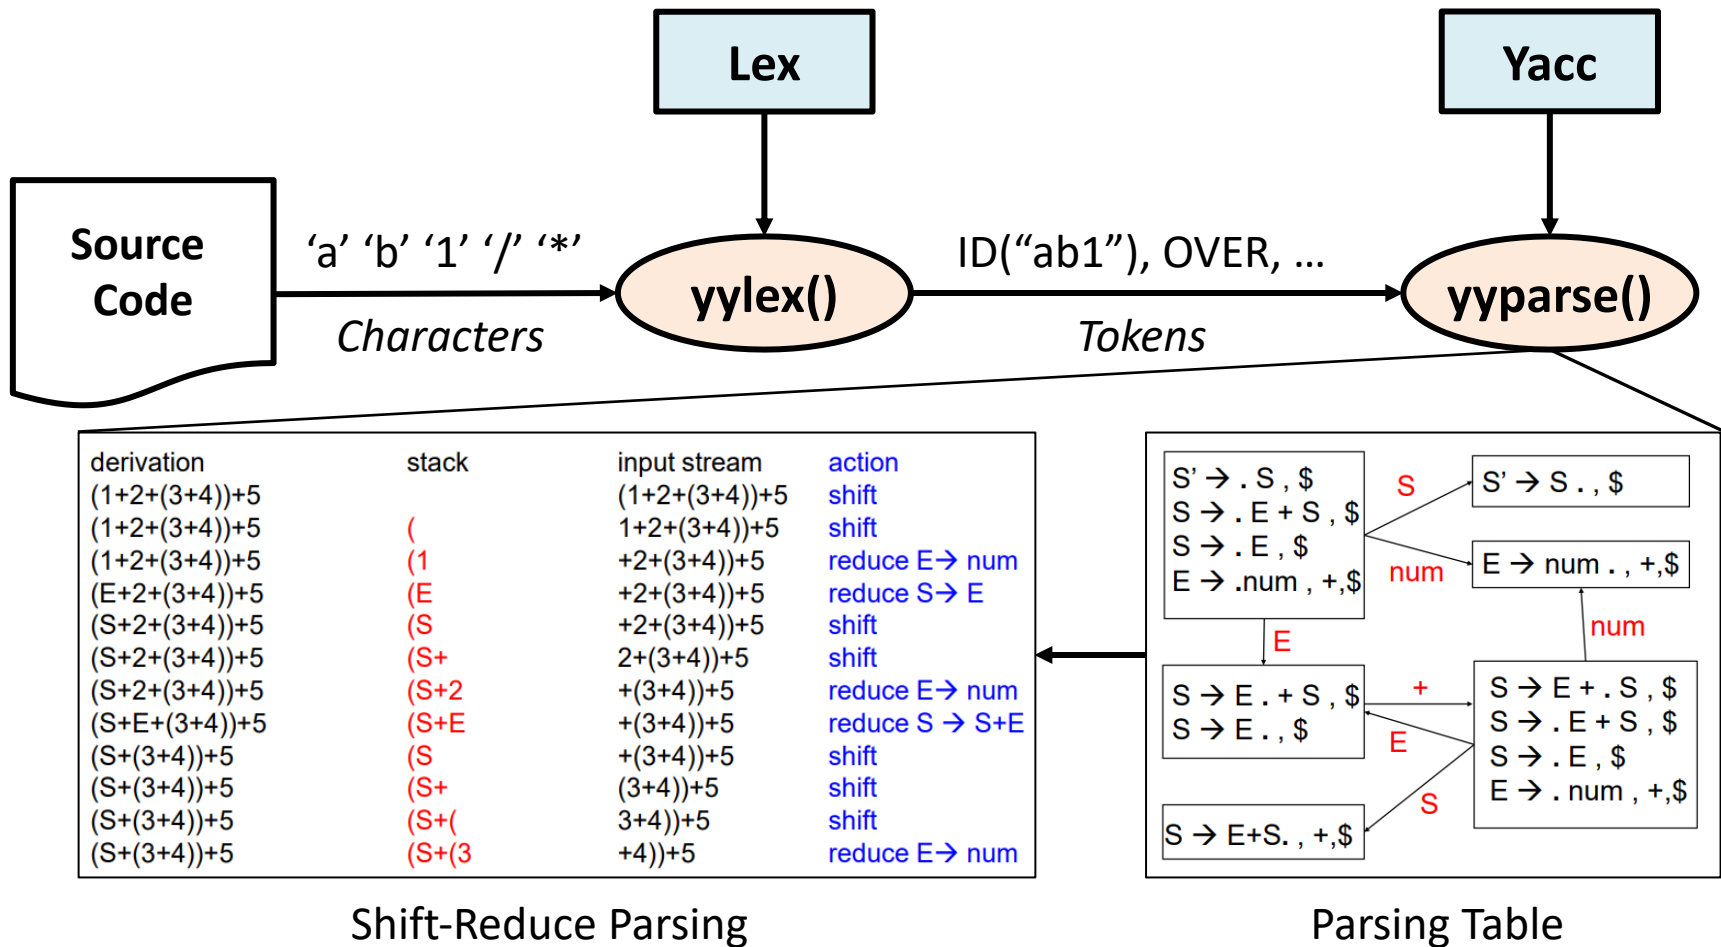 Lex
Yacc
Source
Code
‘a’ ‘b’ ‘1’ ‘/’ ‘*’
Characters
yylex()
ID(“ab1”), OVER, ...
Tokens
yyparse()
derivation stack input stream action
(1+2+(3+4))+5 (1+2+(3+4))+5 shift
(1+2+(3+4))+5 ( 1+2+(3+4))+5 shift
(1+2+(3+4))+5 (1 +2+(3+4))+5 reduce E→ num
(E+2+(3+4))+5 (E +2+(3+4))+5 reduce S→ E
(S+2+(3+4))+5 (S +2+(3+4))+5 shift
(S+2+(3+4))+5 (S+ 2+(3+4))+5 shift
(S+2+(3+4))+5 (S+2 +(3+4))+5 reduce E→ num
(S+E+(3+4))+5 (S+E +(3+4))+5 reduce S → S+E
(S+(3+4))+5 (S +(3+4))+5 shift
(S+(3+4))+5 (S+ (3+4))+5 shift
(S+(3+4))+5 (S+( 3+4))+5 shift
(S+(3+4))+5 (S+(3 +4))+5 reduce E→ num
Shift-Reduce Parsing
S’ → . S , $
S → . E + S , $
S → . E , $
E → .num , +,$
S
S’ → S . , $
num
E → num . , +,$
E
num
S → E . + S , $
S → E . , $
+
E
S → E + . S , $
S → . E + S , $
S → . E , $
E → . num , +,$
S
S → E+S. , +,$
Parsing Table